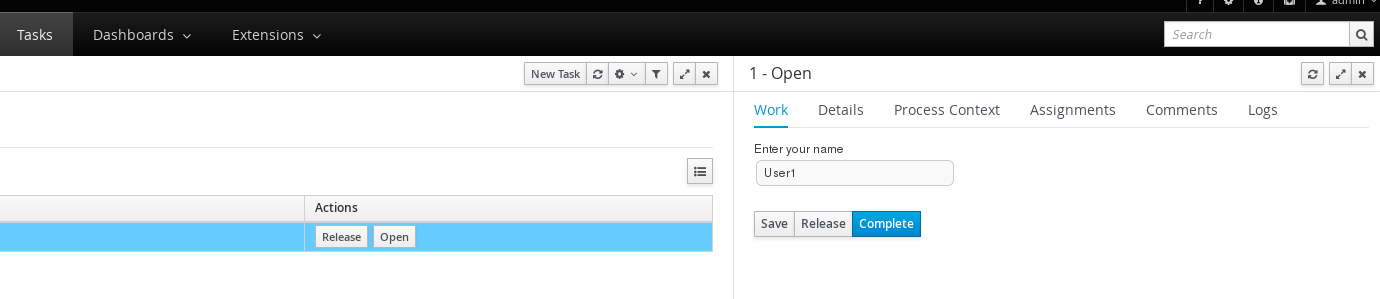 admin
Tasks Dashboards Extensions Search
New Task
1 - Open
Work Details Process Context Assignments Comments Logs
Enter your name
User1
Actions
Save Release Complete
Release Open